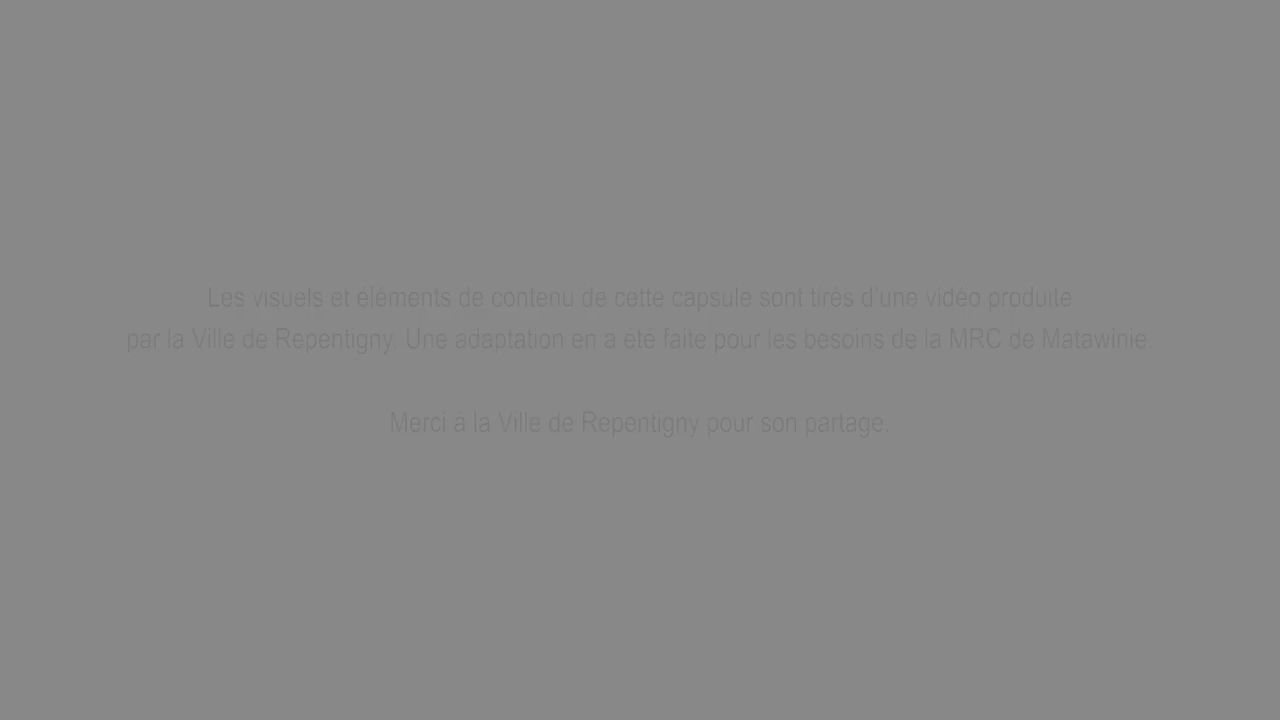 Les visuels et éléments de contenu de cette capsule sont tirés d'une vidéo produite
par la Ville de Repentigny. Une adaptation en a été faite pour les besoins de la MRC de Matawinie.
Merci à la Ville de Repentigny pour son partage.